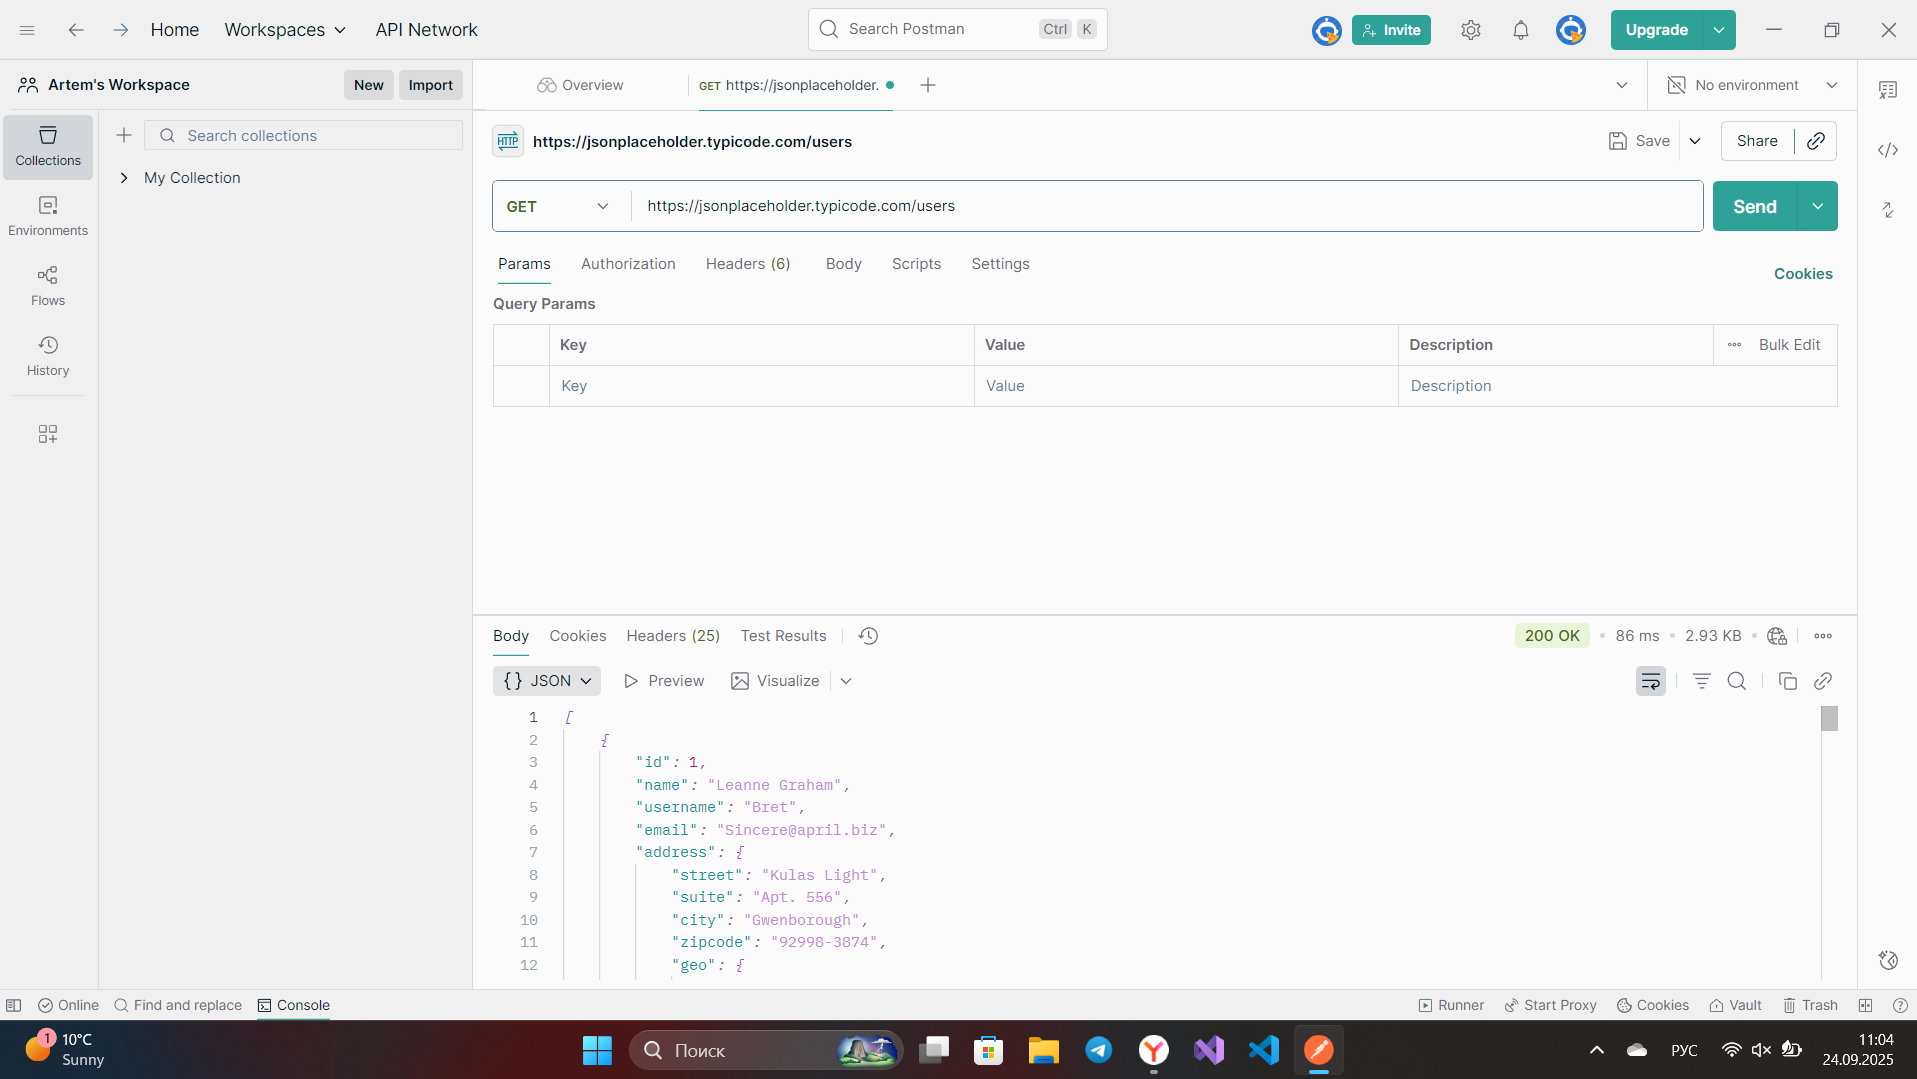 Home Workspaces API Network Search Postman Ctrl K Invite Upgrade
Artem's Workspace New Import
Overview GET https://jsonplaceholder. No environment
Collections
Environments
Flows
History
Search collections
My Collection
HTTP https://jsonplaceholder.typicode.com/users Save Share
GET https://jsonplaceholder.typicode.com/users Send
Params Authorization Headers (6) Body Scripts Settings Cookies
Query Params
Key Value Description Bulk Edit
Key Value Description
Body Cookies Headers (25) Test Results 200 OK • 86 ms • 2.93 KB •
{} JSON Preview Visualize
1 [
2 {
3 "id": 1,
4 "name": "Leanne Graham",
5 "username": "Bret",
6 "email": "Sincere@april.biz",
7 "address": {
8 "street": "Kulas Light",
9 "suite": "Apt. 556",
10 "city": "Gwenborough",
11 "zipcode": "92998-3874",
12 "geo": {
Online Find and replace Console Runner Start Proxy Cookies Vault Trash
1 10°C
Sunny
Поиск
РУС
11:04
24.09.2025